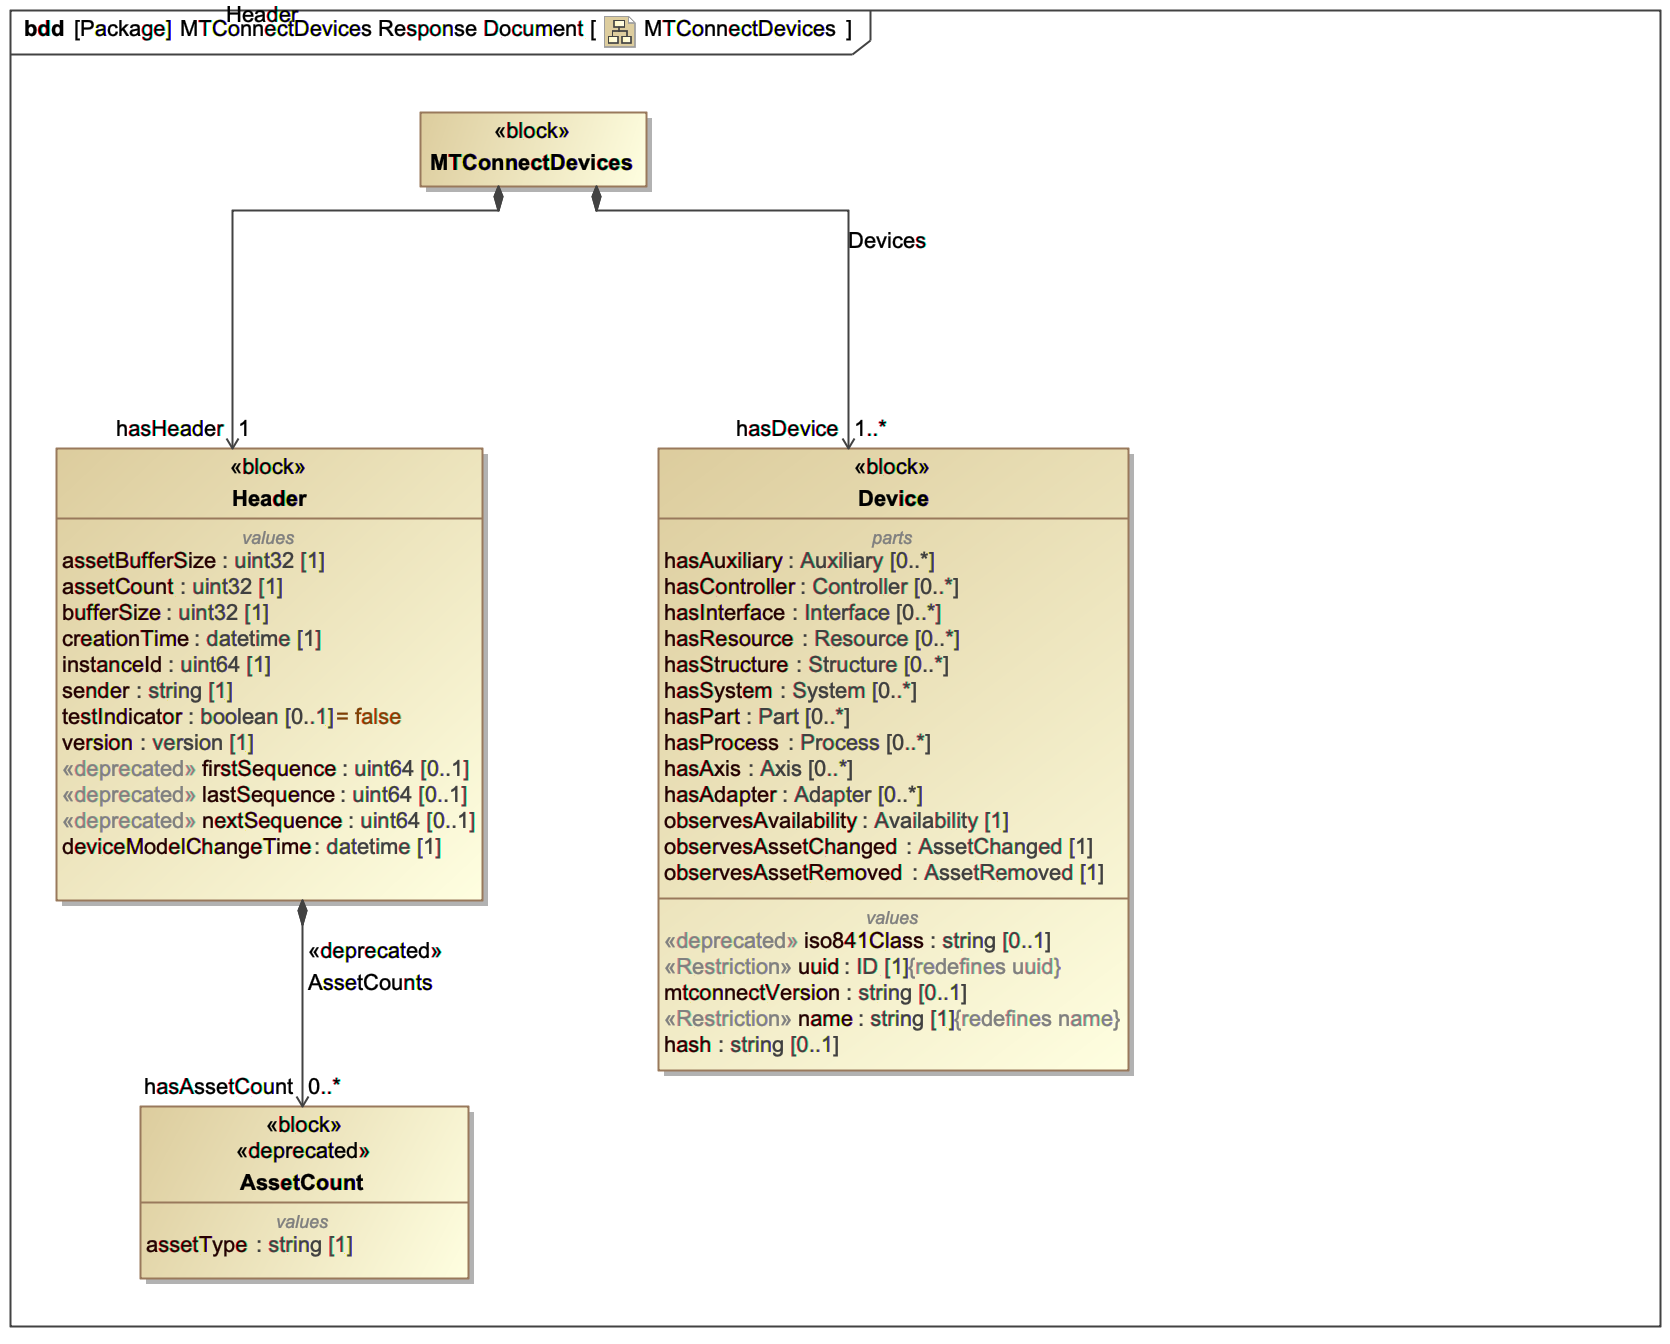 Header
bdd [Package] MTConnectDevices Response Document [ MTConnectDevices ]
«block»
MTConnectDevices
Devices
hasHeader 1
hasDevice 1..*
«block»
Header
values
assetBufferSize : uint32 [1]
assetCount : uint32 [1]
bufferSize : uint32 [1]
creationTime : datetime [1]
instanceId : uint64 [1]
sender : string [1]
testIndicator : boolean [0..1]= false
version : version [1]
«deprecated» firstSequence : uint64 [0..1]
«deprecated» lastSequence : uint64 [0..1]
«deprecated» nextSequence : uint64 [0..1]
deviceModelChangeTime : datetime [1]
«block»
Device
parts
hasAuxiliary : Auxiliary [0..*]
hasController : Controller [0..*]
hasInterface : Interface [0..*]
hasResource : Resource [0..*]
hasStructure : Structure [0..*]
hasSystem : System [0..*]
hasPart : Part [0..*]
hasProcess : Process [0..*]
hasAxis : Axis [0..*]
hasAdapter : Adapter [0..*]
observesAvailability : Availability [1]
observesAssetChanged : AssetChanged [1]
observesAssetRemoved : AssetRemoved [1]
values
«deprecated» iso841Class : string [0..1]
«Restriction» uuid : ID [1]{redefines uuid}
mtconnectVersion : string [0..1]
«Restriction» name : string [1]{redefines name}
hash : string [0..1]
«deprecated»
AssetCounts
hasAssetCount 0..*
«block»
«deprecated»
AssetCount
values
assetType : string [1]